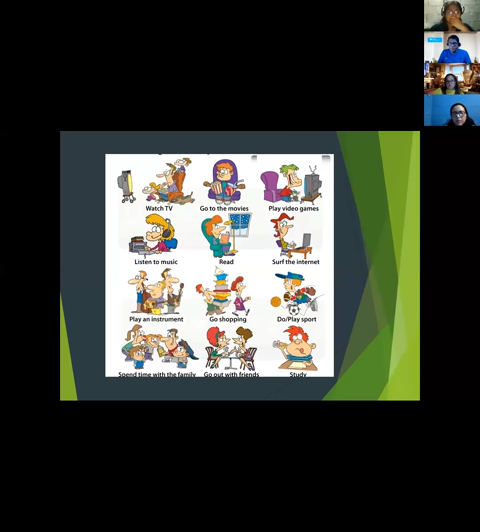 Watch TV
Go to the movies
Play video games
Listen to music
Read
Surf the internet
Play an instrument
Go shopping
Do/Play sport
Spend time with the family
Go out with friends
Study